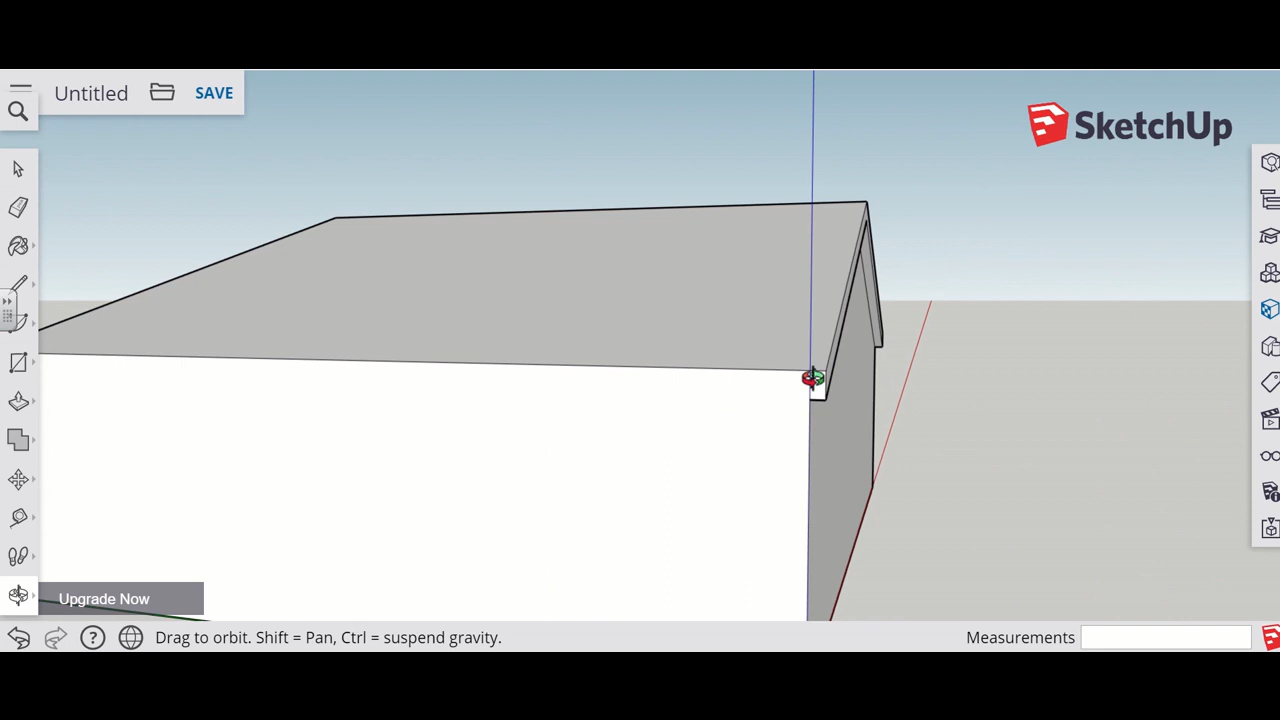 Untitled
SAVE
SketchUp
Upgrade Now
Drag to orbit. Shift = Pan, Ctrl = suspend gravity.
Measurements